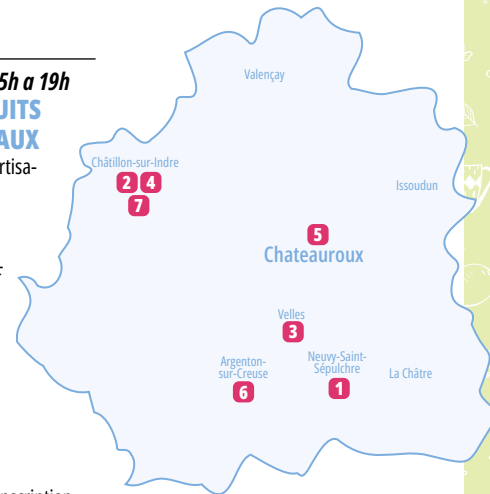 5h a 19h
UITS
AUX
rtisa-
nscription
Valençay
Châtillon-sur-Indre
2 4
7
Issoudun
5
Chateauroux
Velles
3
Argenton-
sur-Creuse
6
Neuvy-Saint-
Sépulchre
1
La Châtre